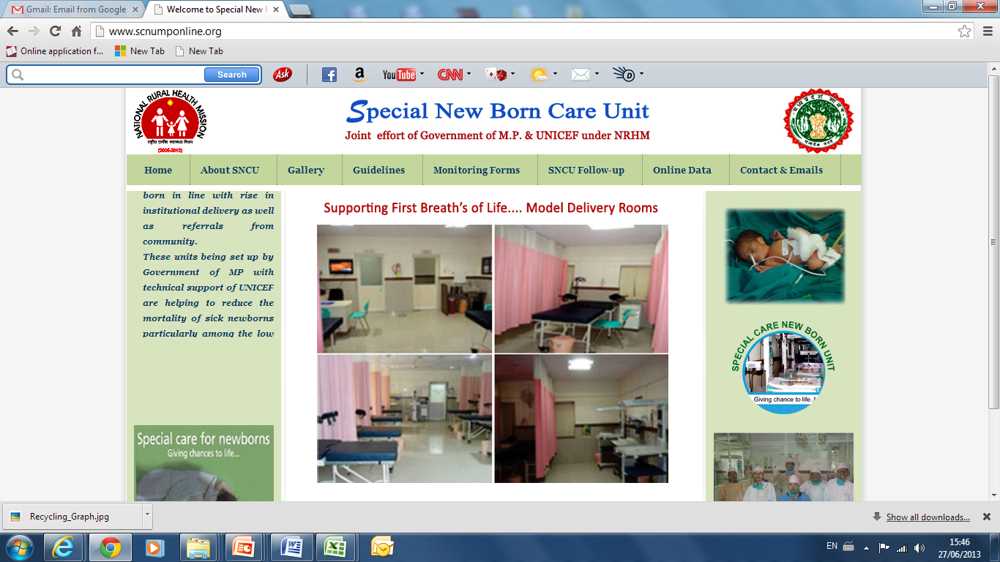 Gmail: Email from Google
Welcome to Special New
www.scnumponline.org
Online application f...
New Tab
New Tab
Search
Ask
YouTube
CNN
NATIONAL RURAL HEALTH MISSION
राष्ट्रीय ग्रामीण स्वास्थ्य मिशन
(2005-2012)
Special New Born Care Unit
Joint effort of Government of M.P. & UNICEF under NRHM
Home
About SNCU
Gallery
Guidelines
Monitoring Forms
SNCU Follow-up
Online Data
Contact & Emails
born in line with rise in
institutional delivery as well
as referrals from
community.
These units being set up by
Government of MP with
technical support of UNICEF
are helping to reduce the
mortality of sick newborns
particularly among the low
Special care for newborns
Giving chances to life...
Supporting First Breath's of Life.... Model Delivery Rooms
SPECIAL CARE NEW BORN UNIT
Giving chance to life..!
Recycling_Graph.jpg
Show all downloads...
EN
15:46
27/06/2013